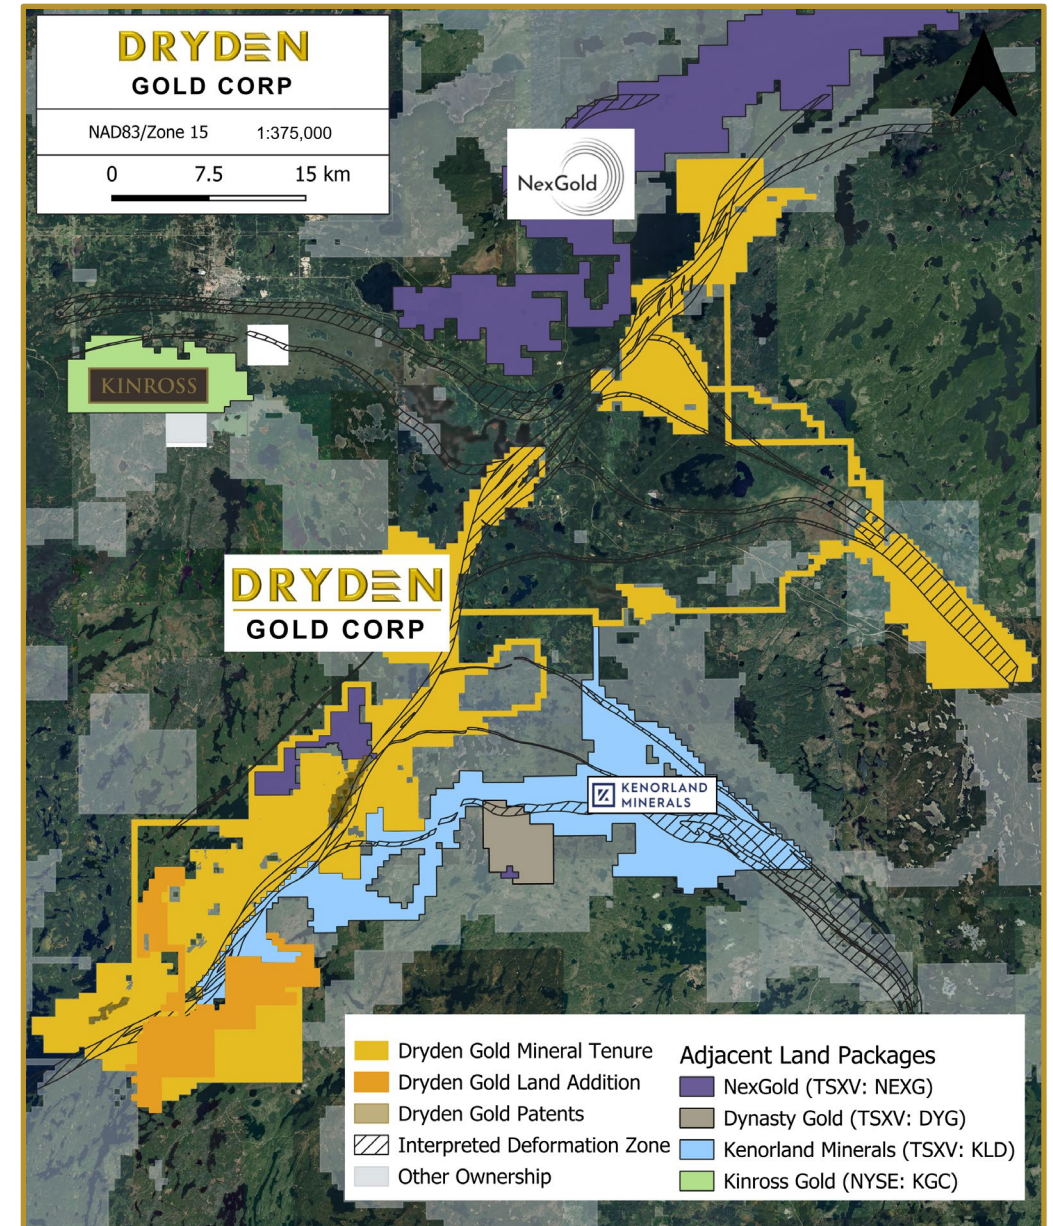 DRYDEN
GOLD CORP
NAD83/Zone 15 1:375,000
0 7.5 15 km
NexGold
KINROSS
DRYDEN
GOLD CORP
KENORLAND
MINERALS
Dryden Gold Mineral Tenure
Dryden Gold Land Addition
Dryden Gold Patents
Interpreted Deformation Zone
Other Ownership
Adjacent Land Packages
NexGold (TSXV: NEXG)
Dynasty Gold (TSXV: DYG)
Kenorland Minerals (TSXV: KLD)
Kinross Gold (NYSE: KGC)